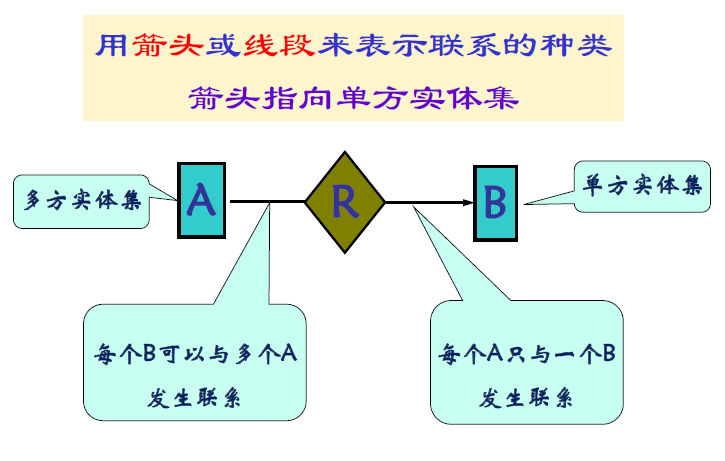 用箭头或线段来表示联系的种类
箭头指向单方实体集
多方实体集
A
R
B
单方实体集
每个B可以与多个A
发生联系
每个A只与一个B
发生联系